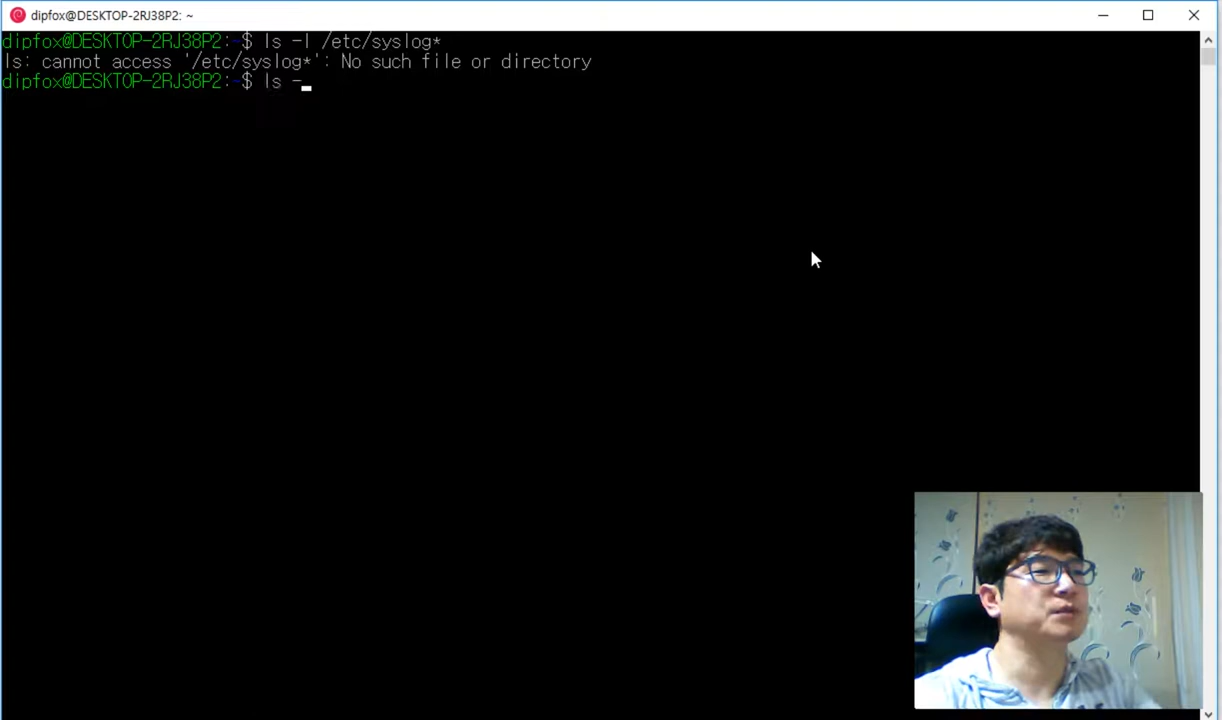 dipfox@DESKTOP-2RJ38P2: ~
dipfox@DESKTOP-2RJ38P2:~$ ls -l /etc/syslog*
ls: cannot access '/etc/syslog*': No such file or directory
dipfox@DESKTOP-2RJ38P2:~$ ls -